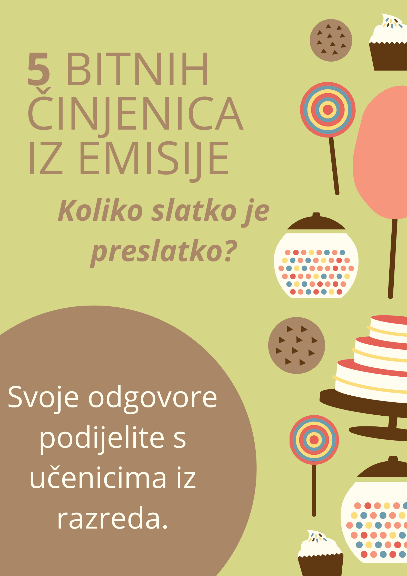 5 BITNIH
ČINJENICA
IZ EMISIJE
Koliko slatko je
preslatko?
Svoje odgovore
podijelite s
učenicima iz
razreda.